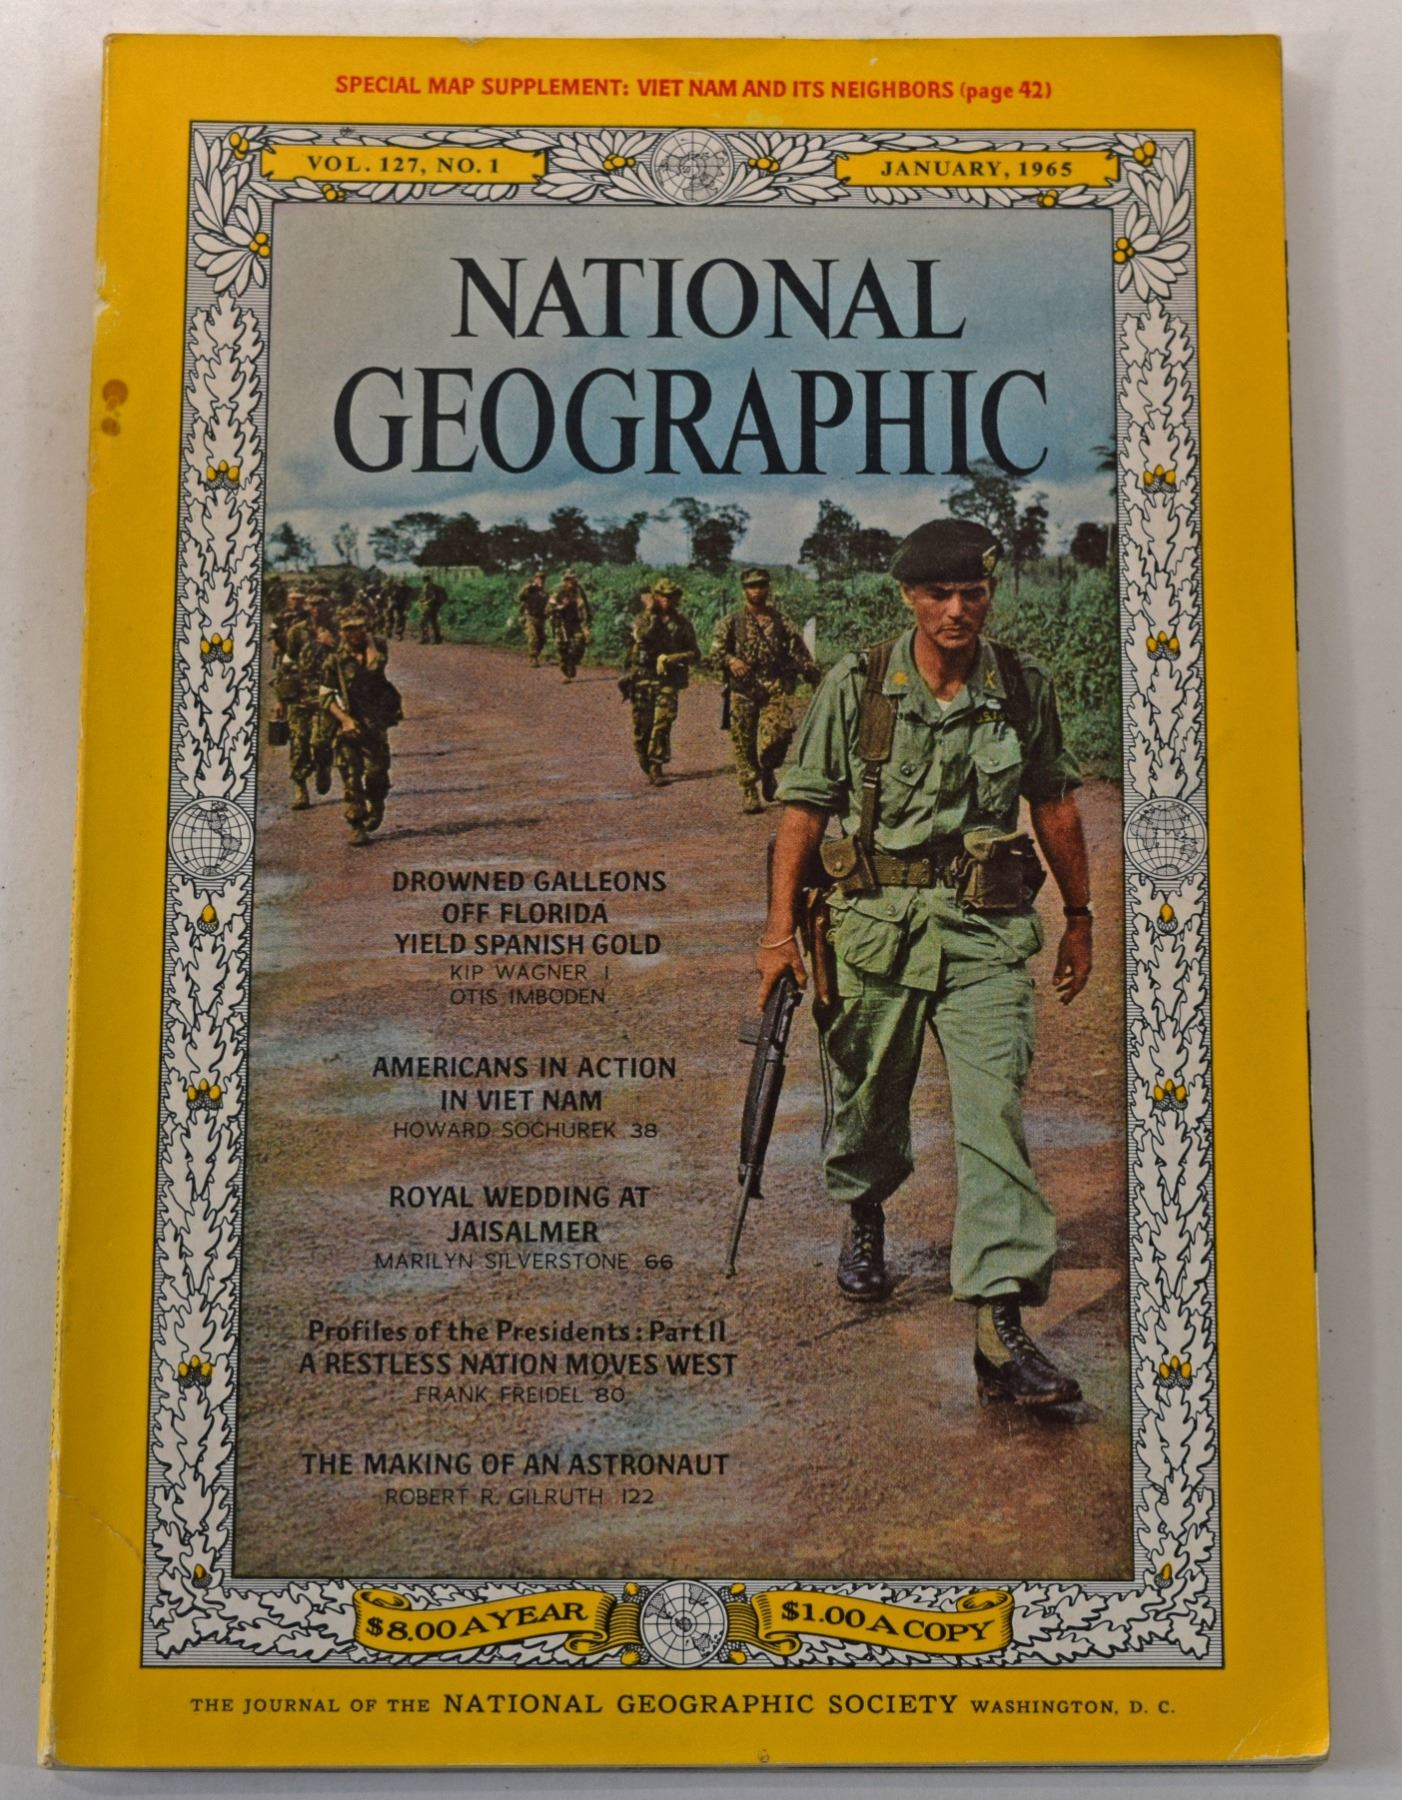 SPECIAL MAP SUPPLEMENT: VIET NAM AND ITS NEIGHBORS (page 42)
VOL. 127, NO. 1
JANUARY, 1965
NATIONAL
GEOGRAPHIC
DROWNED GALLEONS
OFF FLORIDA
YIELD SPANISH GOLD
KIP WAGNER 1
OTIS IMBODEN
AMERICANS IN ACTION
IN VIET NAM
HOWARD SOCHUREK 38
ROYAL WEDDING AT
JAISALMER
MARILYN SILVERSTONE 66
Profiles of the Presidents: Part II
A RESTLESS NATION MOVES WEST
FRANK FREIDEL 80
THE MAKING OF AN ASTRONAUT
ROBERT R. GILRUTH 122
$8.00 A YEAR
$1.00 A COPY
THE JOURNAL OF THE NATIONAL GEOGRAPHIC SOCIETY WASHINGTON, D. C.